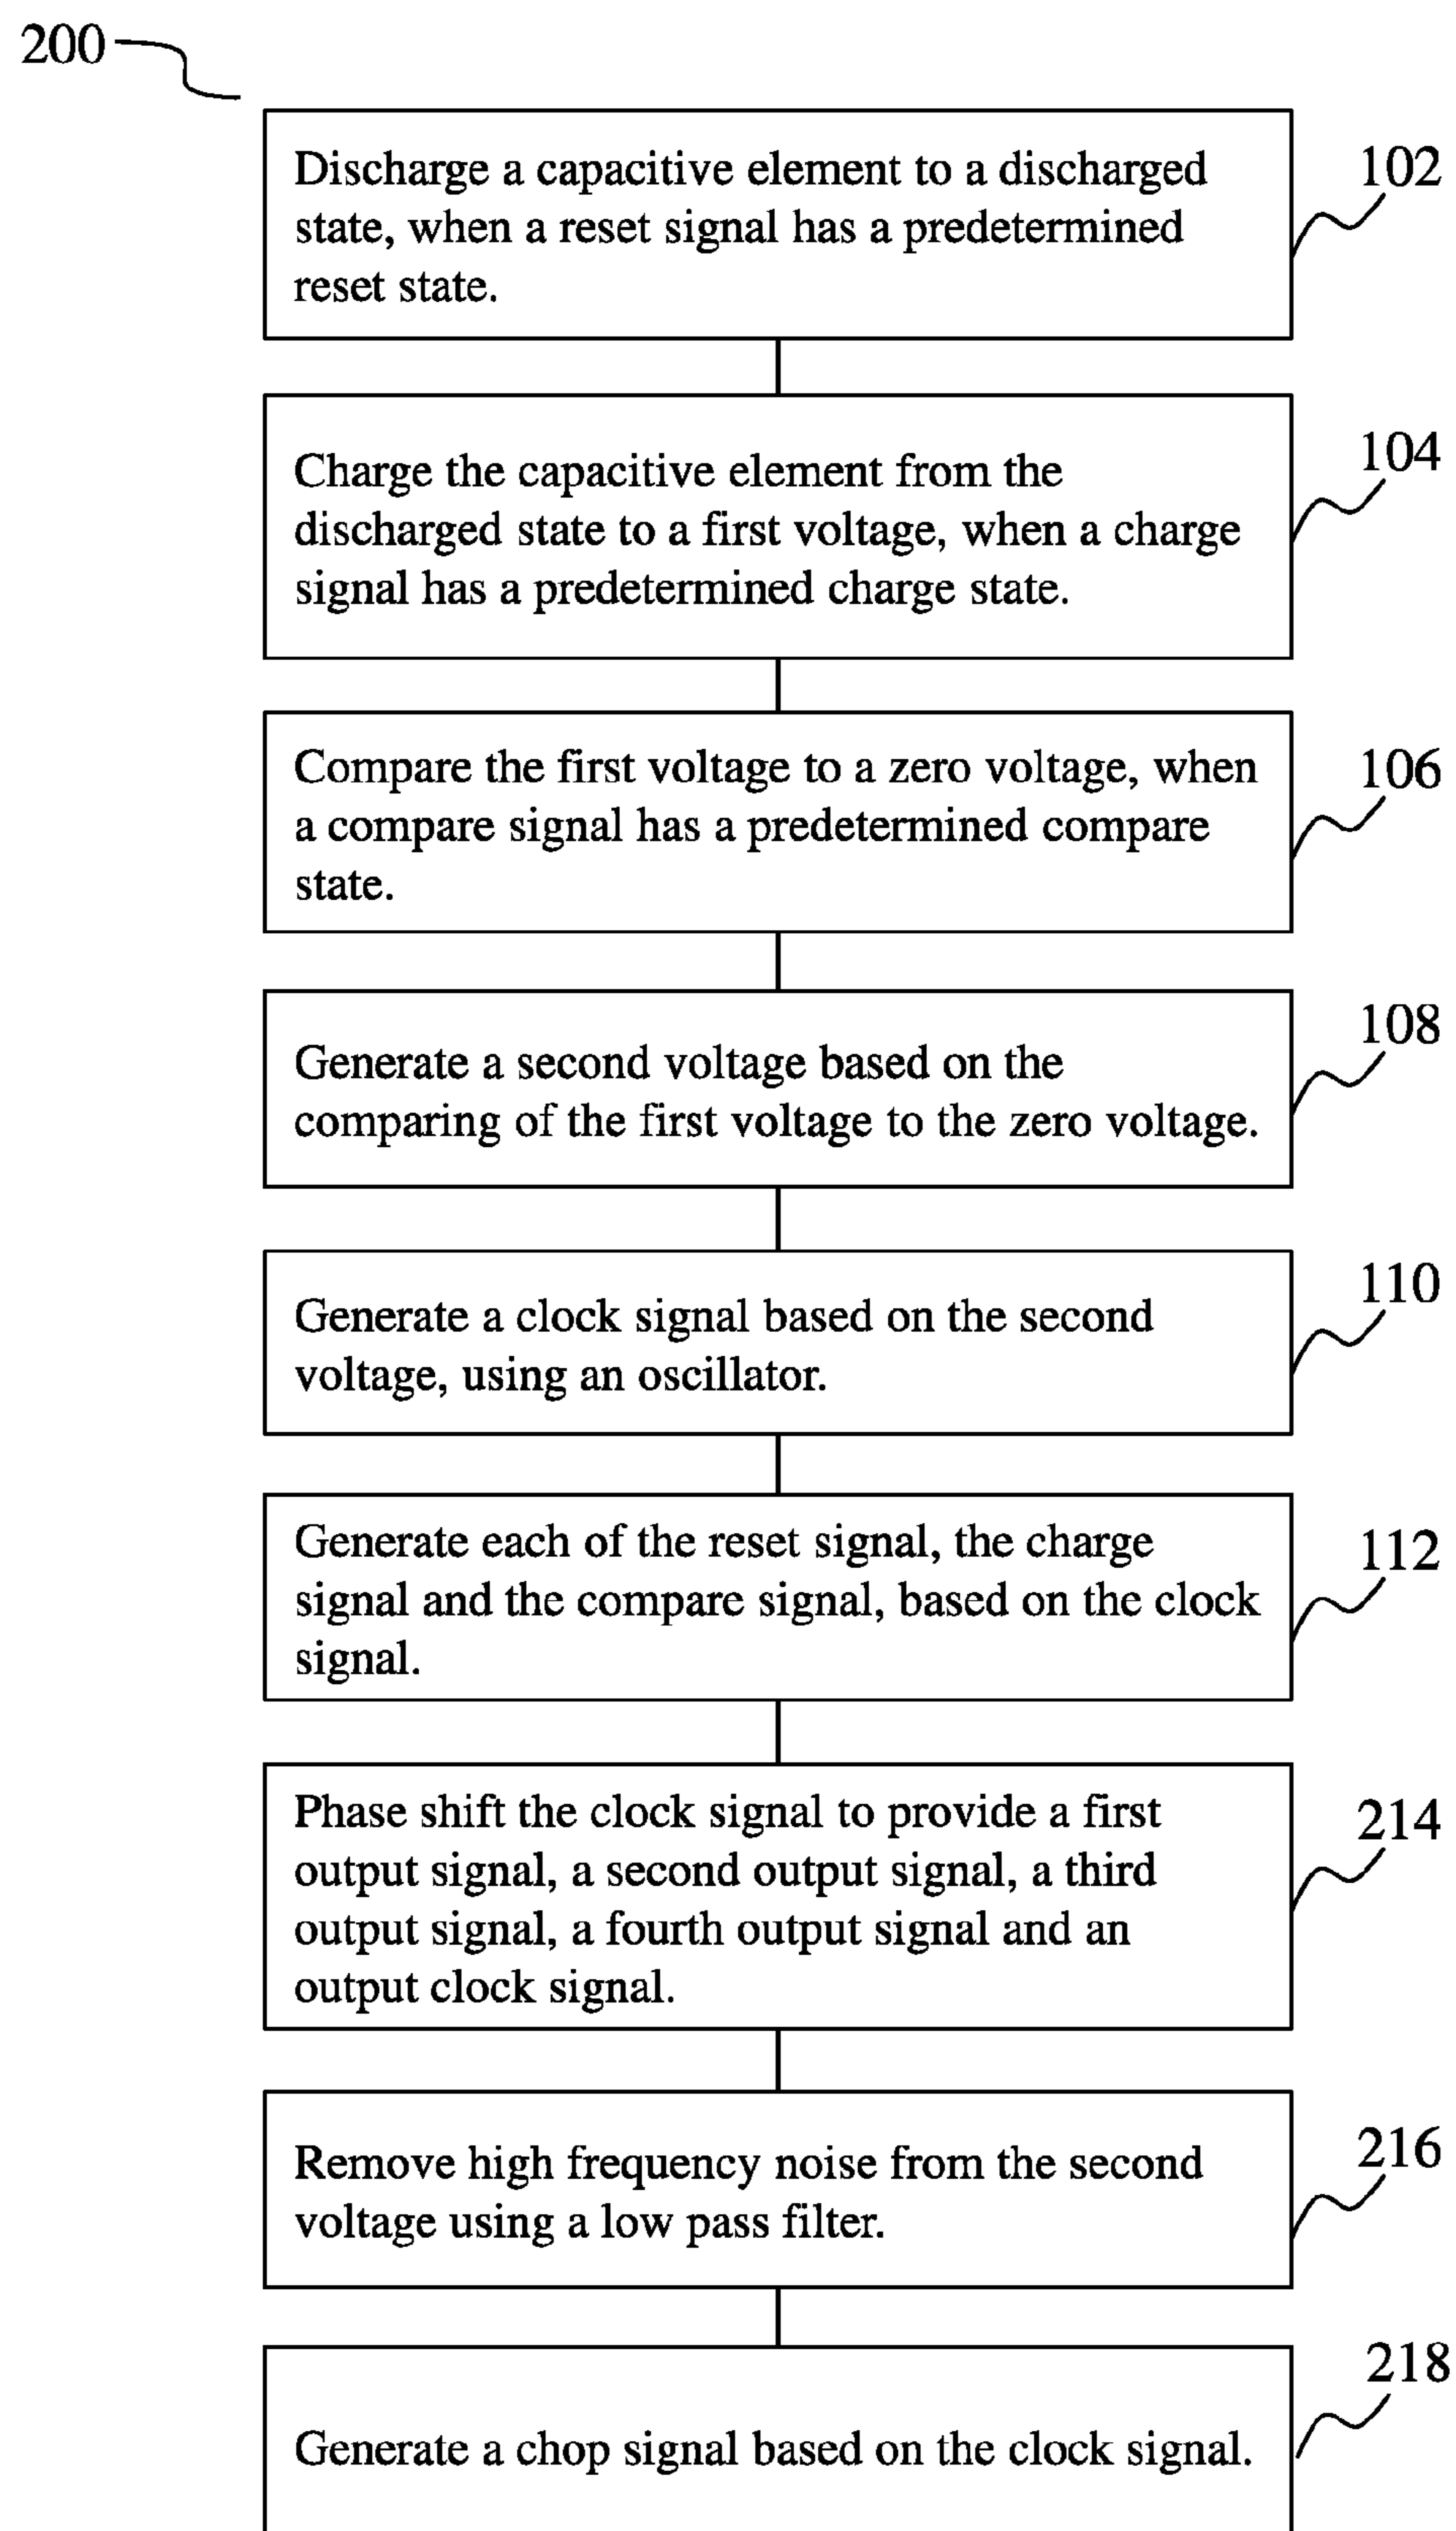 200
Discharge a capacitive element to a discharged
state, when a reset signal has a predetermined
reset state.
102
Charge the capacitive element from the
discharged state to a first voltage, when a charge
signal has a predetermined charge state.
104
Compare the first voltage to a zero voltage, when
a compare signal has a predetermined compare
state.
106
Generate a second voltage based on the
comparing of the first voltage to the zero voltage.
108
Generate a clock signal based on the second
voltage, using an oscillator.
110
Generate each of the reset signal, the charge
signal and the compare signal, based on the clock
signal.
112
Phase shift the clock signal to provide a first
output signal, a second output signal, a third
output signal, a fourth output signal and an
output clock signal.
214
Remove high frequency noise from the second
voltage using a low pass filter.
216
Generate a chop signal based on the clock signal.
218